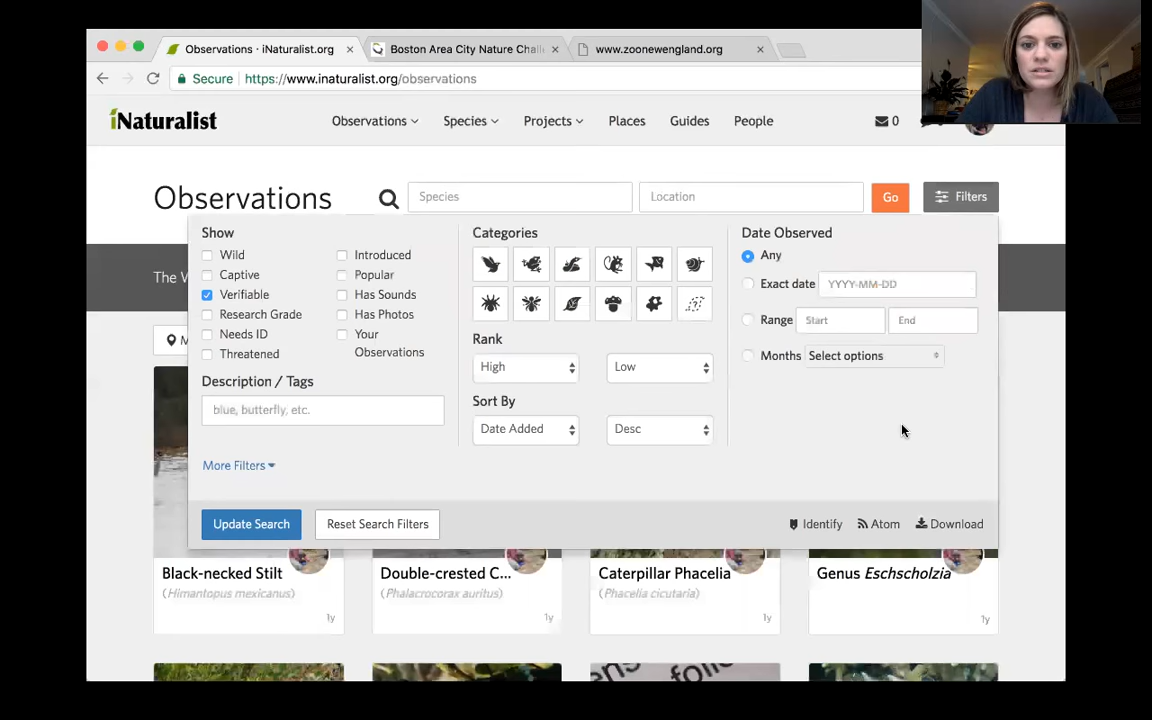 Observations · iNaturalist.org
Boston Area City Nature Chall
www.zoonewengland.org
Secure
https://www.inaturalist.org/observations
iNaturalist
Observations
Species
Projects
Places
Guides
People
0
Observations
Species
Location
Go
Filters
The W
Show
Wild
Captive
Verifiable
Research Grade
Needs ID
Threatened
Introduced
Popular
Has Sounds
Has Photos
Your
Observations
Description / Tags
blue, butterfly, etc.
More Filters
Categories
Rank
High
Low
Sort By
Date Added
Desc
Date Observed
Any
Exact date
YYYY-MM-DD
Range
Start
End
Months
Select options
Update Search
Reset Search Filters
Identify
Atom
Download
Black-necked Stilt
(Himantopus mexicanus)
1y
Double-crested C...
(Phalacrocorax auritus)
1y
Caterpillar Phacelia
(Phacelia cicutaria)
1y
Genus Eschscholzia
1y